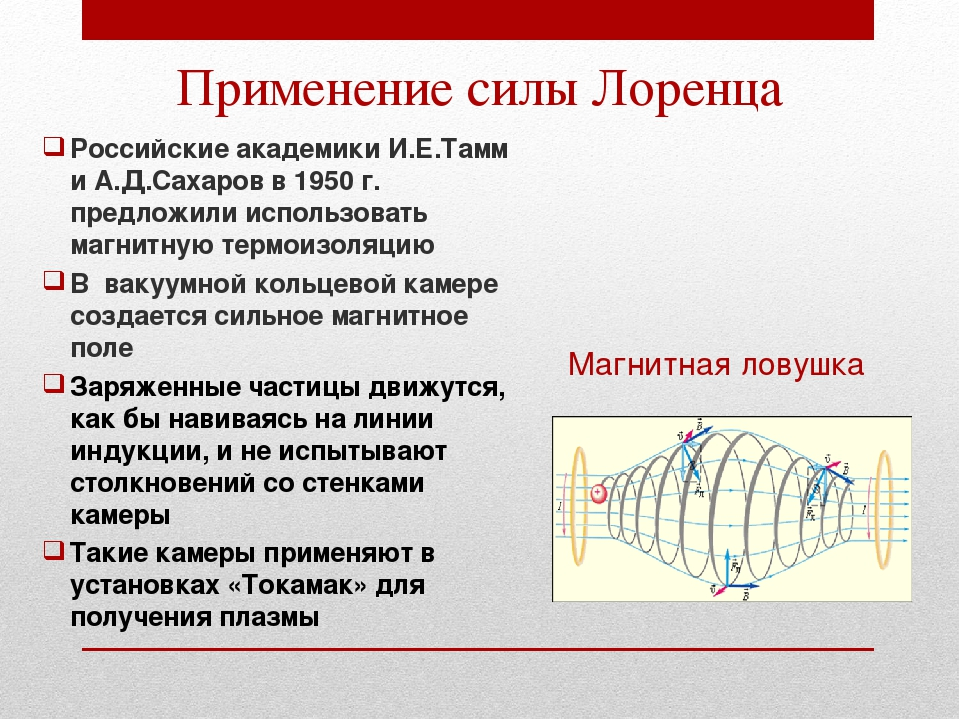 Применение силы Лоренца
Российские академики И.Е.Тамм
и А.Д.Сахаров в 1950 г.
предложили использовать
магнитную термоизоляцию
В  вакуумной кольцевой камере
создается сильное магнитное
поле
Заряженные частицы движутся,
как бы навиваясь на линии
индукции, и не испытывают
столкновений со стенками
камеры
Такие камеры применяют в
установках «Токамак» для
получения плазмы
Магнитная ловушка
I
+
v⃗
B⃗
F⃗л
v⃗
B⃗
F⃗л
I
F⃗л
v⃗
B⃗